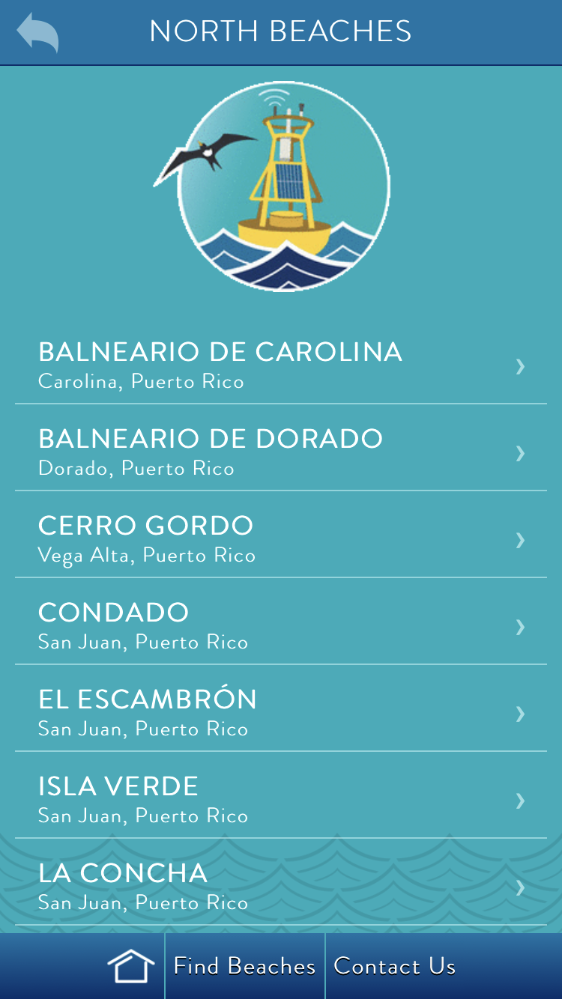 NORTH BEACHES
BALNEARIO DE CAROLINA
Carolina, Puerto Rico
BALNEARIO DE DORADO
Dorado, Puerto Rico
CERRO GORDO
Vega Alta, Puerto Rico
CONDADO
San Juan, Puerto Rico
EL ESCAMBRÓN
San Juan, Puerto Rico
ISLA VERDE
San Juan, Puerto Rico
LA CONCHA
San Juan, Puerto Rico
Find Beaches Contact Us